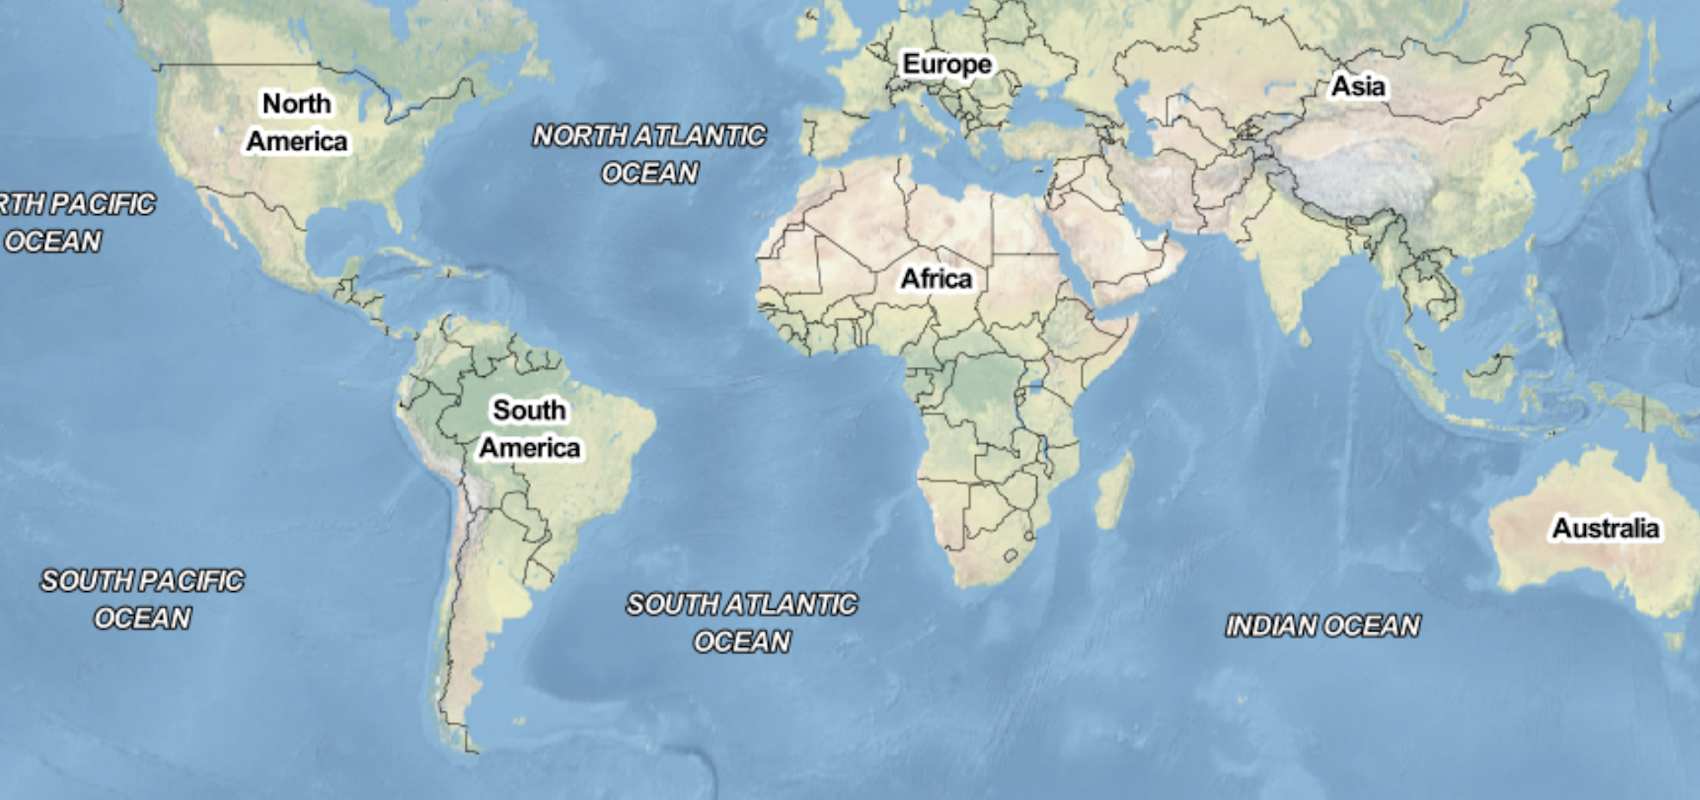 Europe
Asia
North
America
NORTH ATLANTIC
OCEAN
RTH PACIFIC
OCEAN
Africa
South
America
Australia
SOUTH PACIFIC
OCEAN
SOUTH ATLANTIC
OCEAN
INDIAN OCEAN